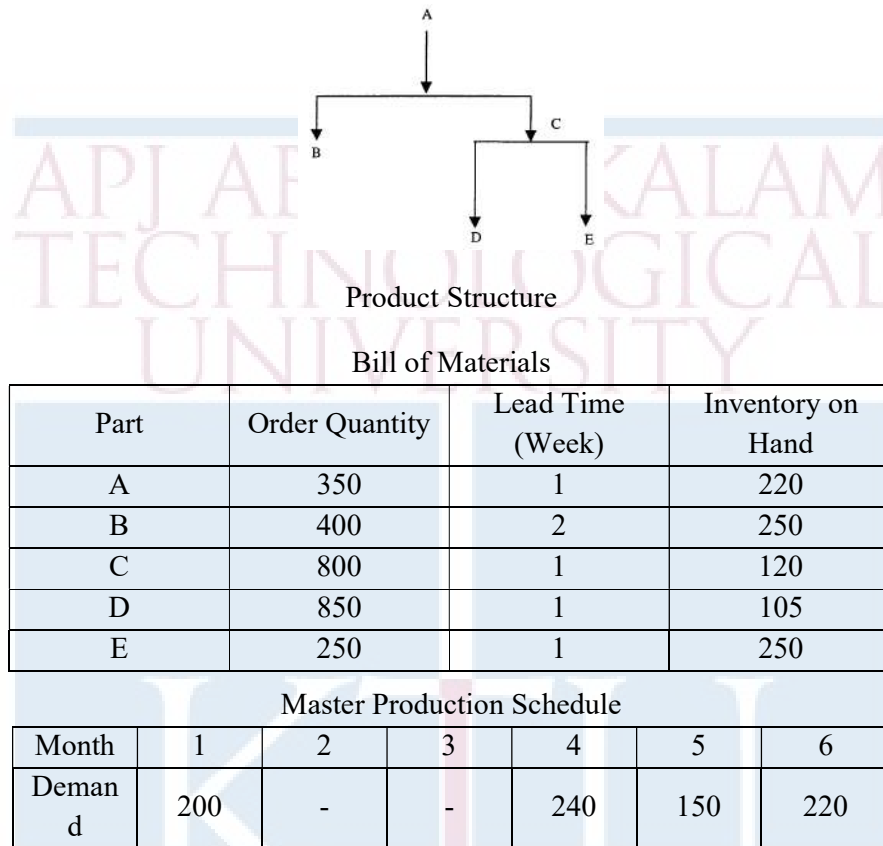 A
C
B
D E
APJ A KALAM
TECHNOLOGICAL
UNIVERSITY
Product Structure
Bill of Materials
Part Order Quantity Lead Time (Week) Inventory on Hand
A 350 1 220
B 400 2 250
C 800 1 120
D 850 1 105
E 250 1 250
Master Production Schedule
Month 1 2 3 4 5 6
Deman d 200 - - 240 150 220